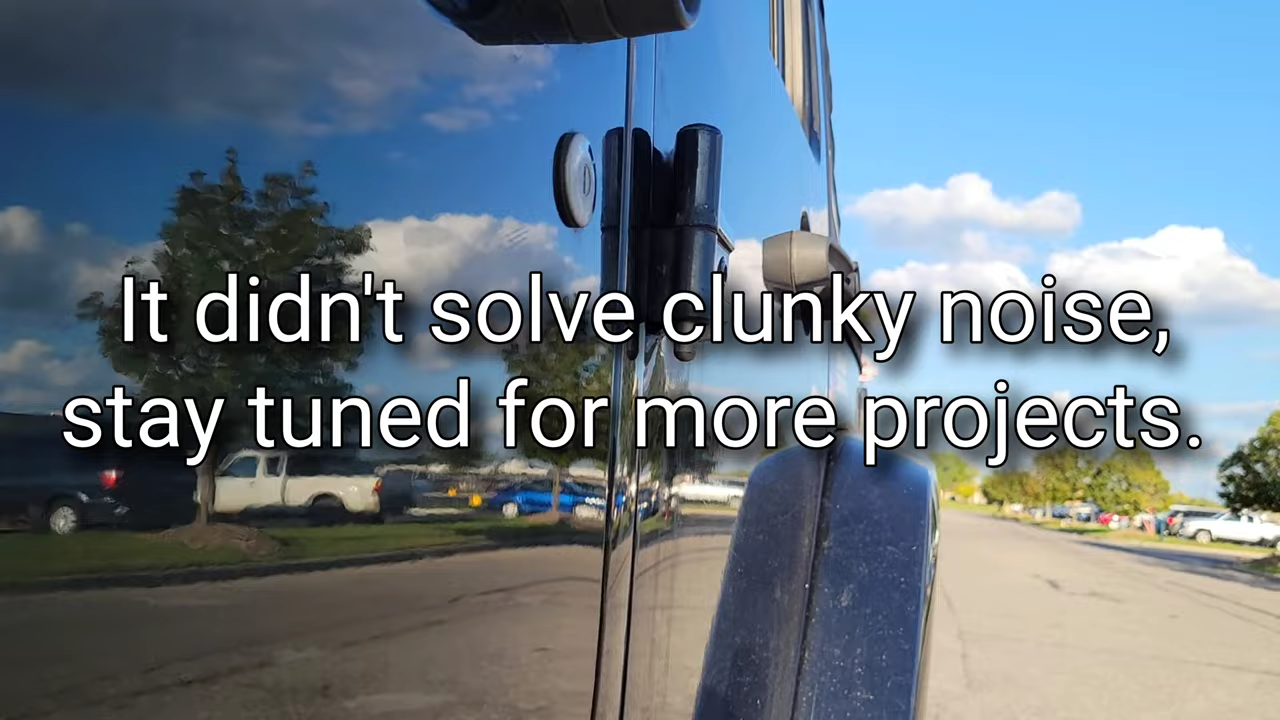 It didn't solve clunky noise,
stay tuned for more projects.